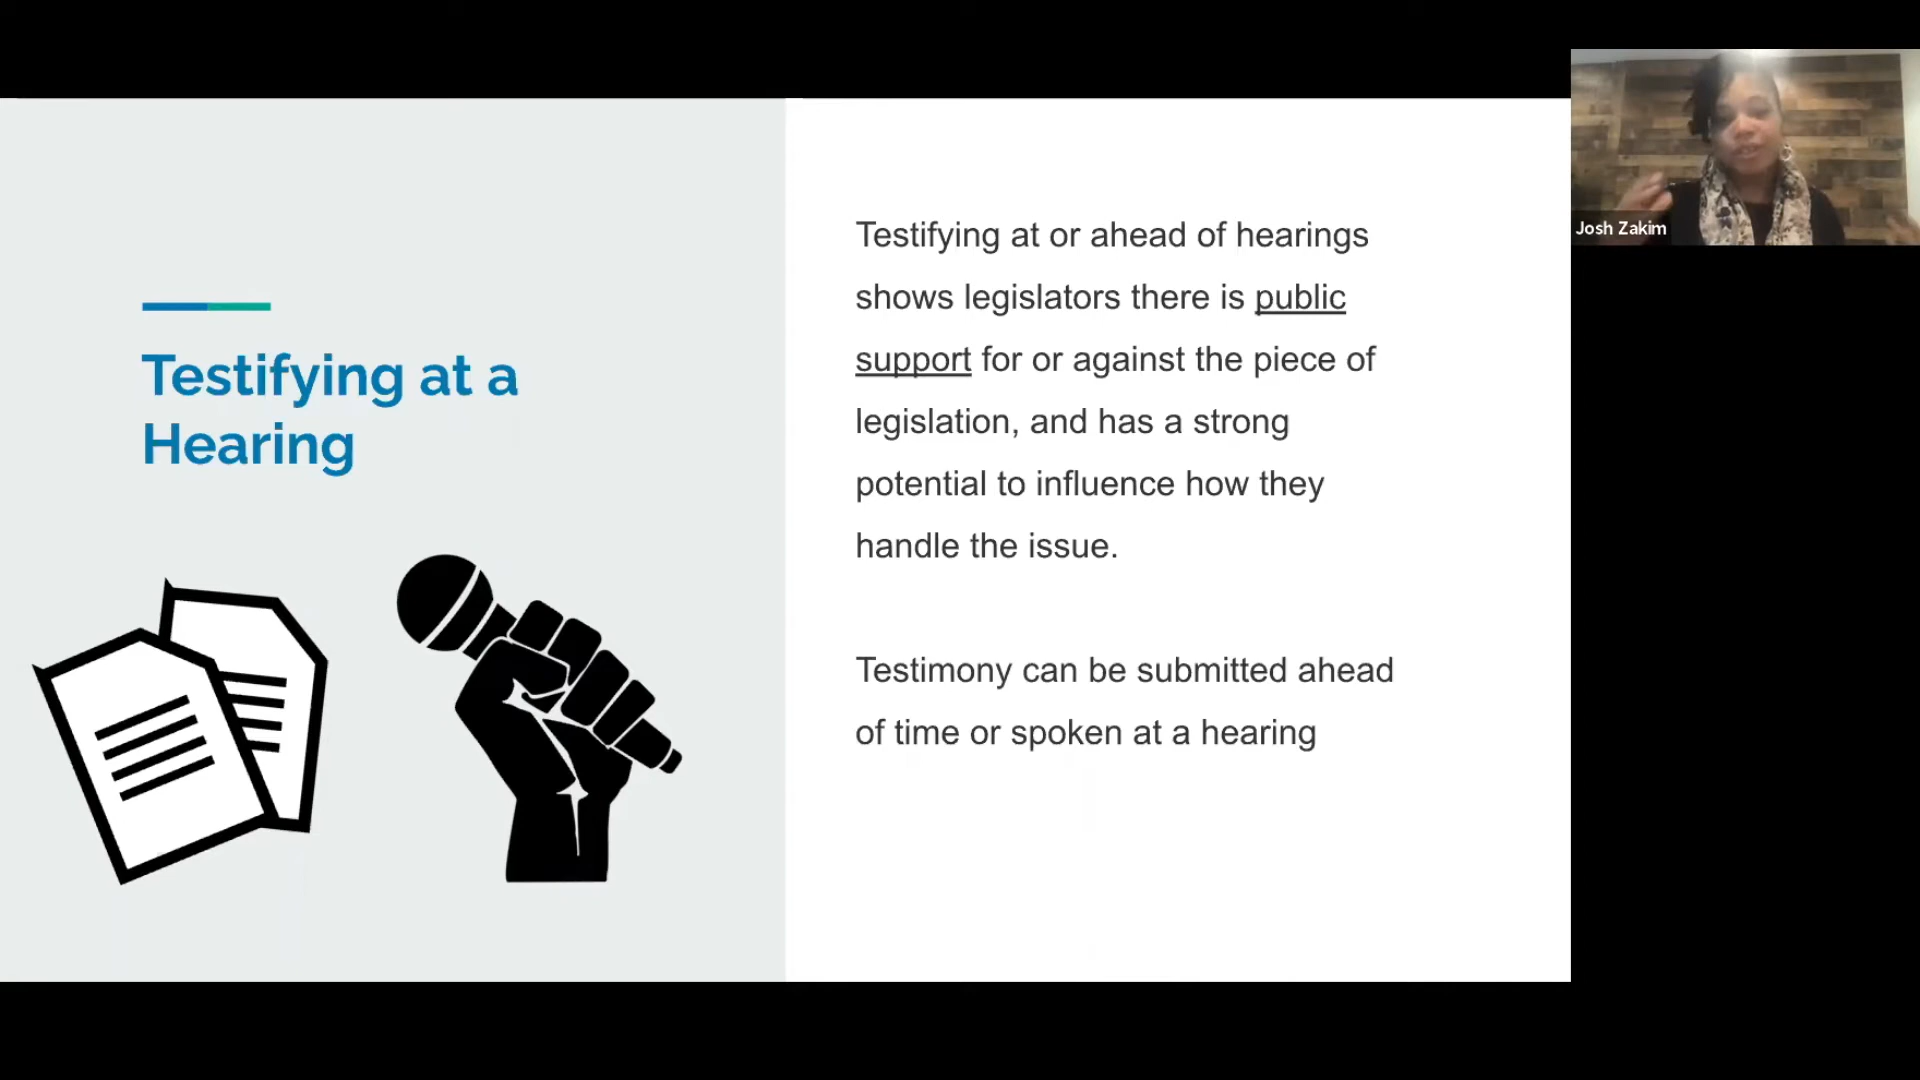 Testifying at a
Hearing
Testifying at or ahead of hearings
shows legislators there is public
support for or against the piece of
legislation, and has a strong
potential to influence how they
handle the issue.
Testimony can be submitted ahead
of time or spoken at a hearing
Josh Zakim